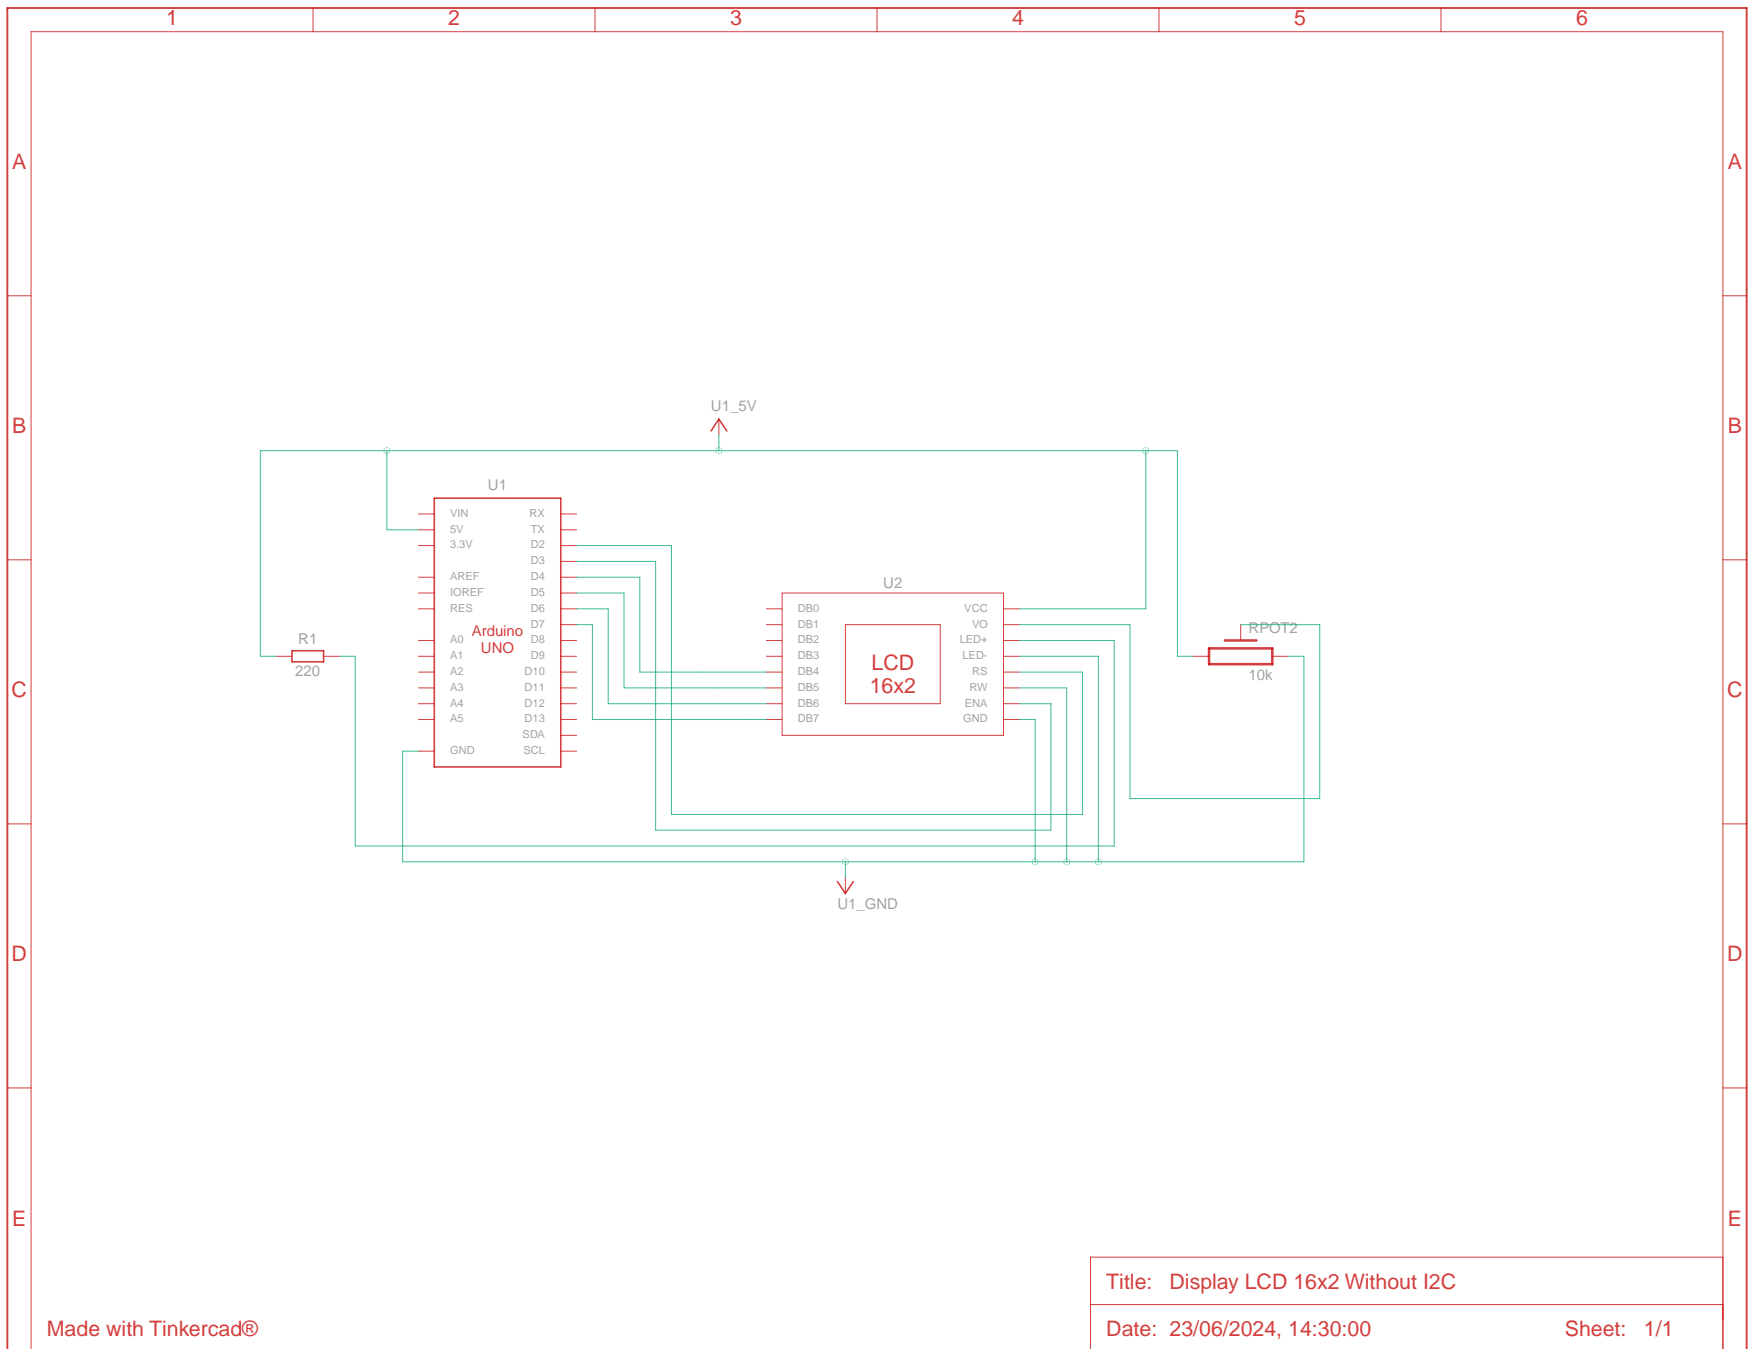 1 2 3 4 5 6
A A
B B
U1_5V
U1
VIN RX
5V TX
3.3V D2
D3
AREF D4
IOREF D5
RES D6
D7
A0 D8
A1 D9
A2 D10
A3 D11
A4 D12
A5 D13
SDA
GND SCL
Arduino
UNO
R1
220
U2
DB0 VCC
DB1 VO
DB2 LED+
DB3 LED-
DB4 RS
DB5 RW
DB6 ENA
DB7 GND
LCD
16x2
RPOT2
10k
C C
U1_GND
D D
E E
Title: Display LCD 16x2 Without I2C
Made with Tinkercad®
Date: 23/06/2024, 14:30:00 Sheet: 1/1